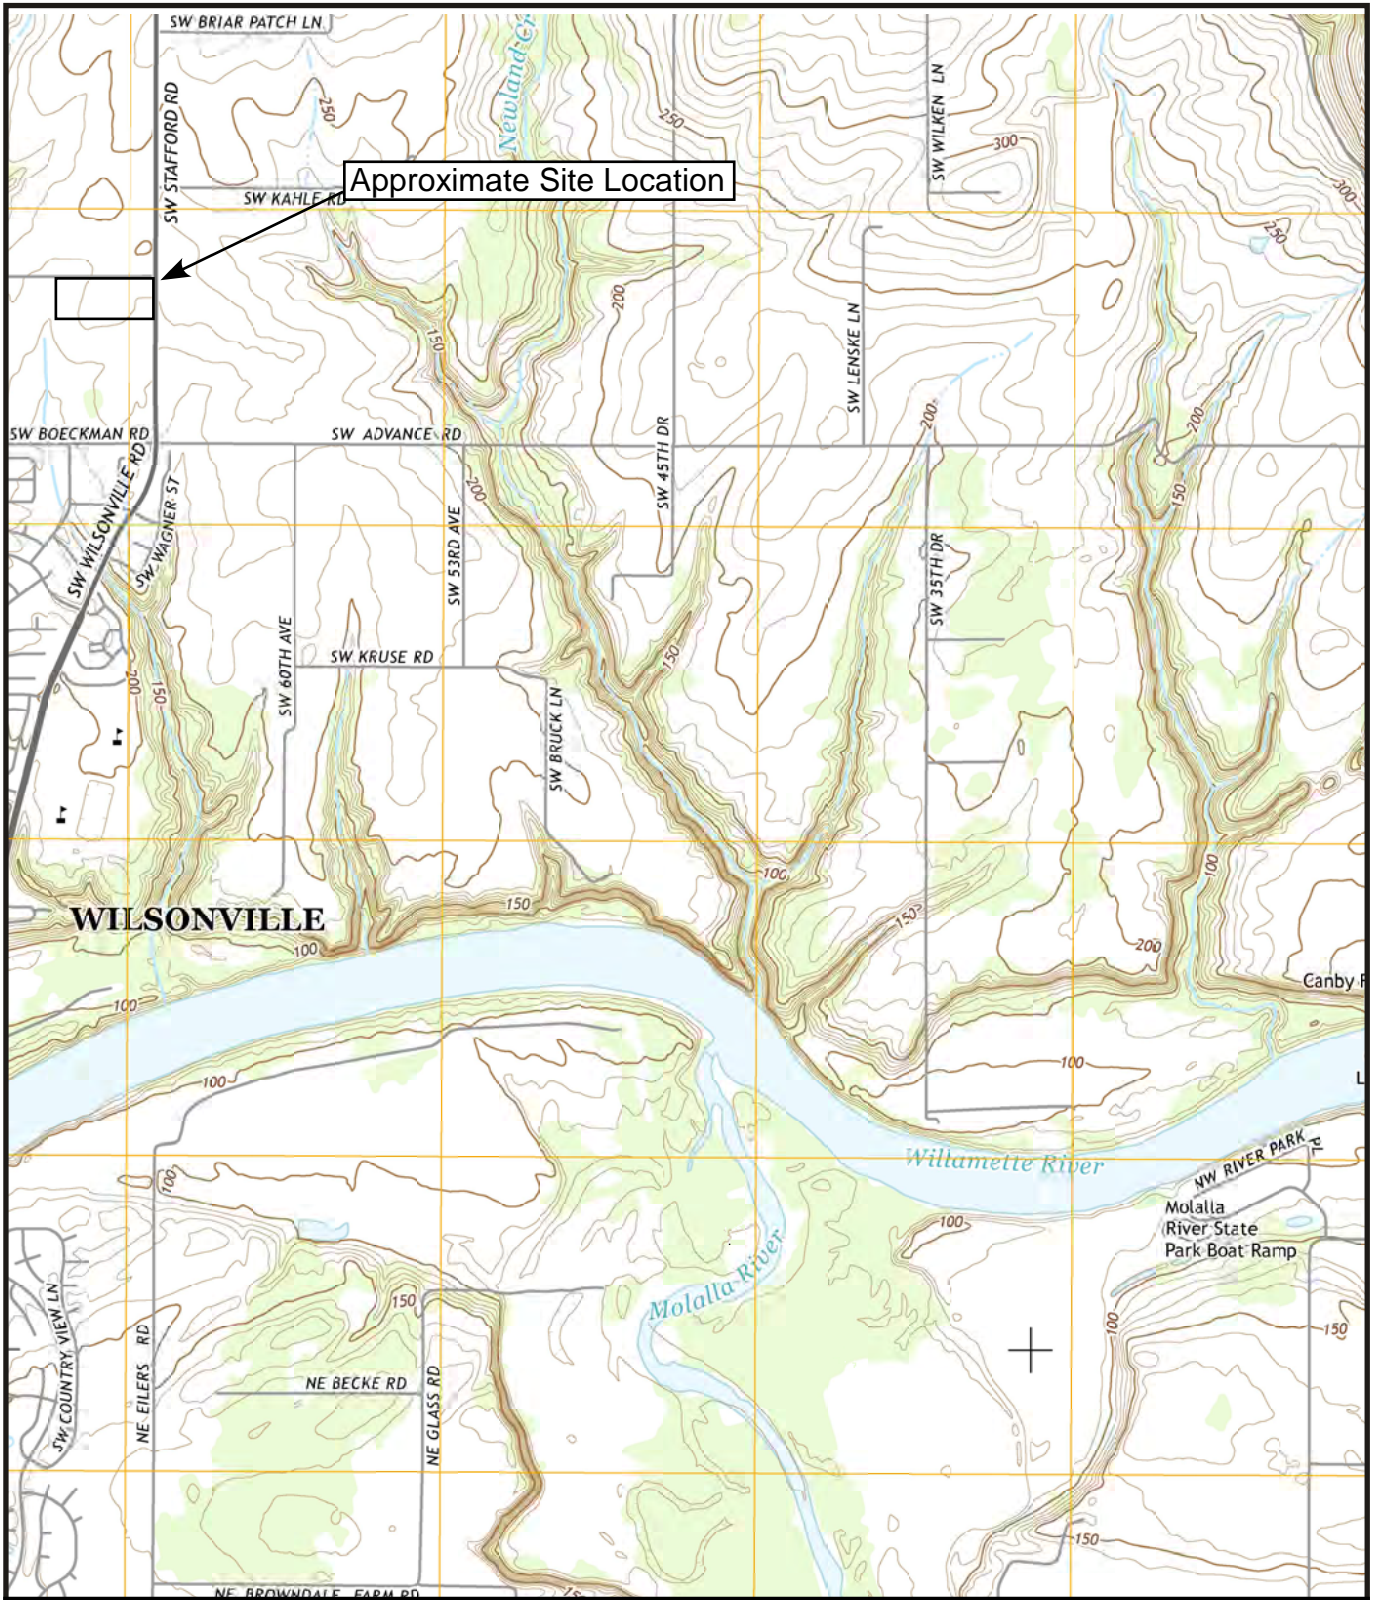 SW BRIAR PATCH LN
SW STAFFORD RD
250
Newland Cr
250
SW WILKEN LN
300
300
250
SW KAHLE RD
Approximate Site Location
150
200
SW LENSKE LN
200
200
SW BOECKMAN RD
SW ADVANCE RD
SW 45TH DR
SW WILSONVILLE RD
SW WAGNER ST
200
SW 53RD AVE
150
SW 35TH DR
SW 60TH AVE
SW KRUSE RD
150
200
150
SW BRUCK LN
100
100
WILSONVILLE
150
150
100
200
100
Canby F
100
100
L
100
Willamette River
NW RIVER PARK PL
Molalla
River State
Park Boat Ramp
100
100
Molalla River
150
100
150
SW COUNTRY VIEW LN
NE EILERS RD
NE BECKE RD
NE GLASS RD
150
NE BROWNDALE FARM RD
15